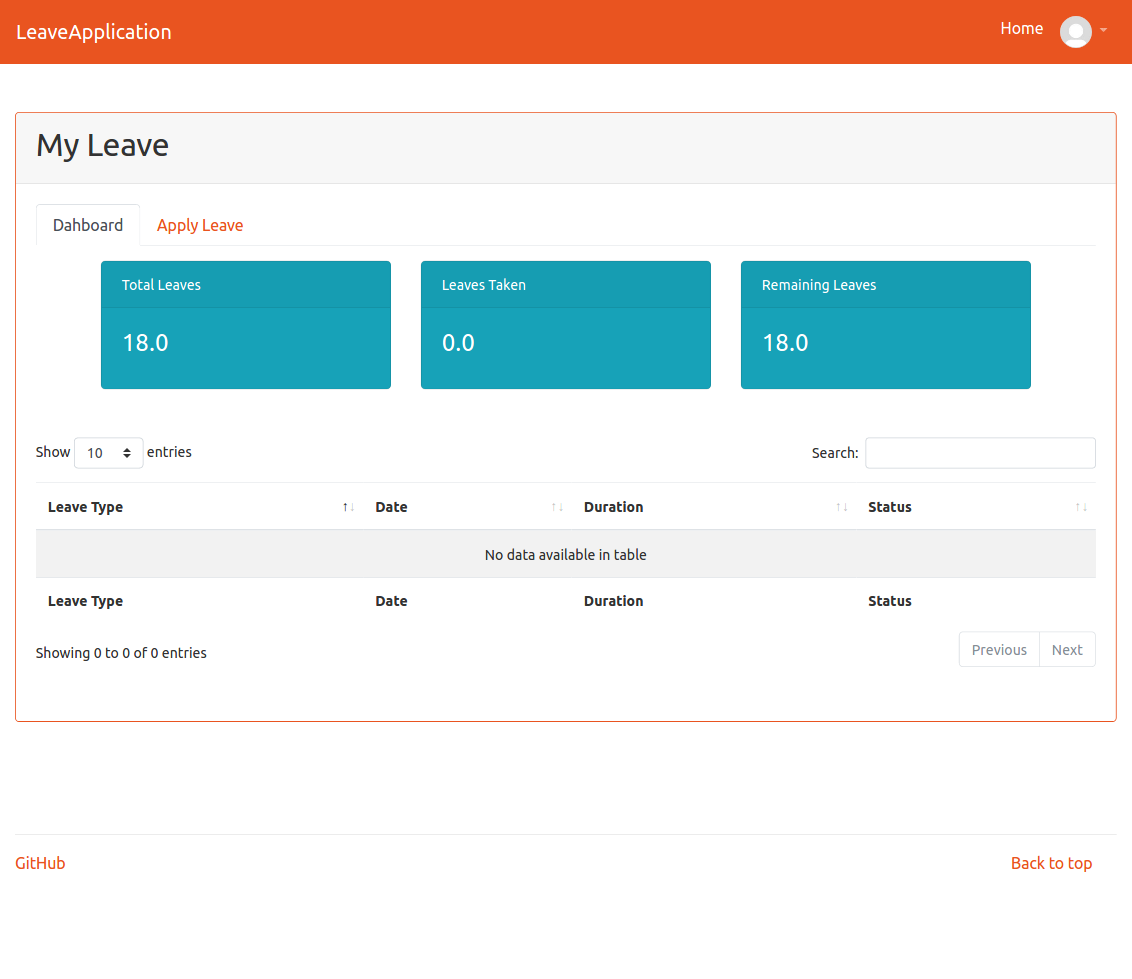 LeaveApplication Home
My Leave
Dahboard Apply Leave
Total Leaves Leaves Taken Remaining Leaves
18.0 0.0 18.0
Show 10 entries Search:
Leave Type ↑↓ Date ↑↓ Duration ↑↓ Status ↑↓
No data available in table
Leave Type Date Duration Status
Showing 0 to 0 of 0 entries Previous Next
GitHub Back to top